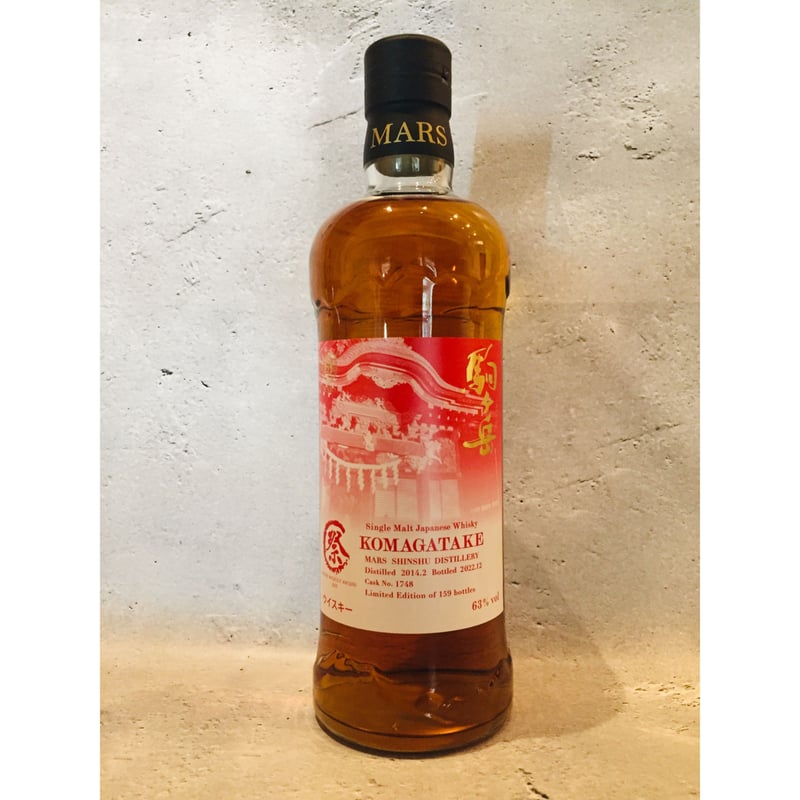 MARS
駒ヶ岳
祭
Single Malt Japanese Whisky
KOMAGATAKE
MARS SHINSHU DISTILLERY
Distilled 2014.2 Bottled 2022.12
Cask No. 1748
Limited Edition of 159 bottles
ウイスキー
63% vol